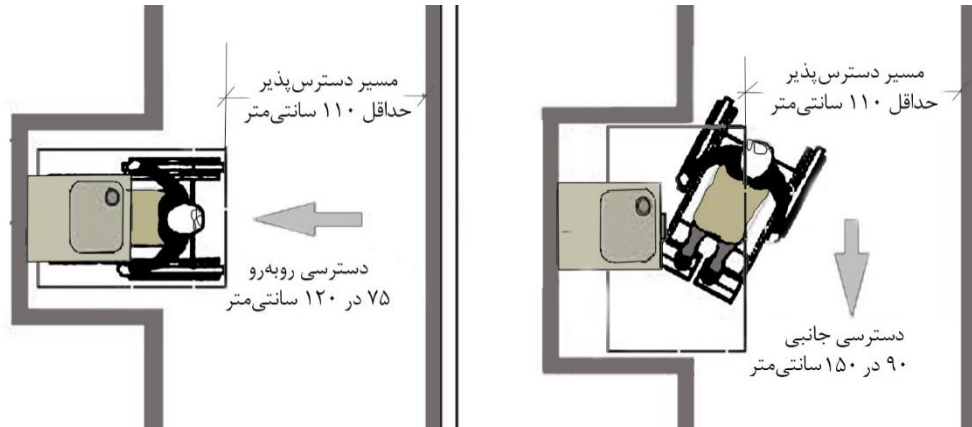 مسیر دسترس‌پذیر
حداقل ۱۱۰ سانتی‌متر
دسترسی جانبی
۹۰ در ۱۵۰ سانتی‌متر
مسیر دسترس‌پذیر
حداقل ۱۱۰ سانتی‌متر
دسترسی روبه‌رو
۷۵ در ۱۲۰ سانتی‌متر